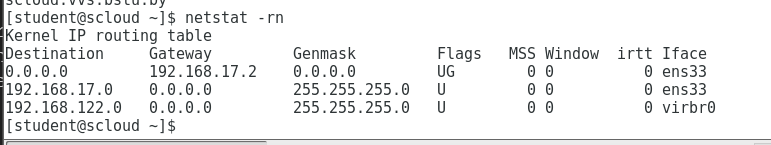 scloud.vvs.bstu.by
[student@scloud ~]$ netstat -rn
Kernel IP routing table
Destination     Gateway         Genmask         Flags   MSS Window  irtt Iface
0.0.0.0         192.168.17.2    0.0.0.0         UG        0 0          0 ens33
192.168.17.0    0.0.0.0         255.255.255.0   U         0 0          0 ens33
192.168.122.0   0.0.0.0         255.255.255.0   U         0 0          0 virbr0
[student@scloud ~]$